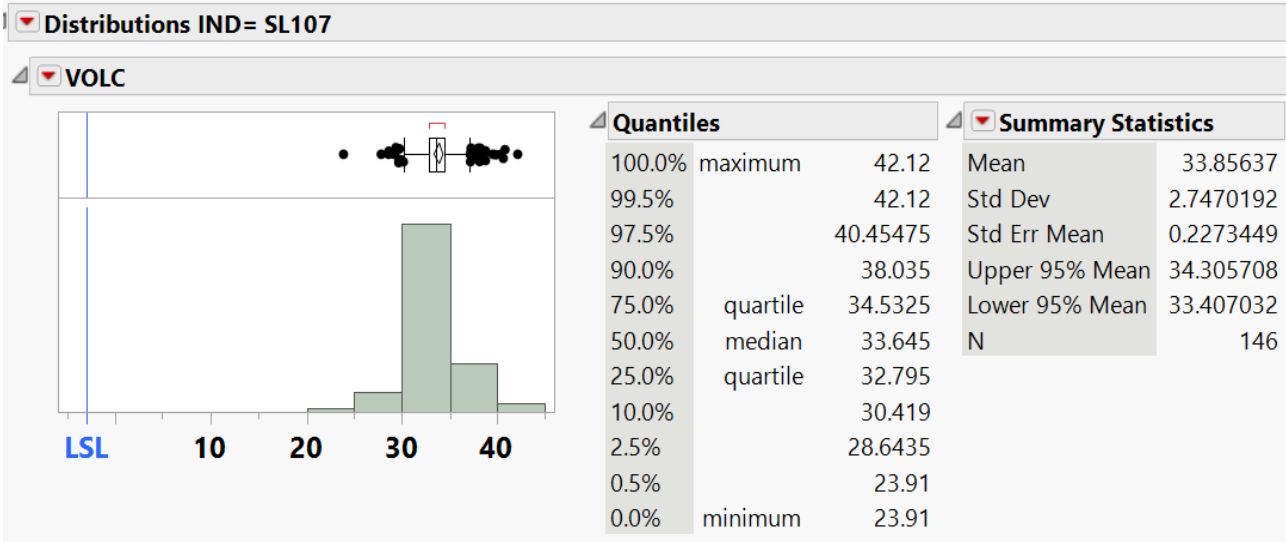 Distributions IND= SL107
VOLC
LSL 10 20 30 40
Quantiles
100.0% maximum 42.12
99.5% 42.12
97.5% 40.45475
90.0% 38.035
75.0% quartile 34.5325
50.0% median 33.645
25.0% quartile 32.795
10.0% 30.419
2.5% 28.6435
0.5% 23.91
0.0% minimum 23.91
Summary Statistics
Mean 33.85637
Std Dev 2.7470192
Std Err Mean 0.2273449
Upper 95% Mean 34.305708
Lower 95% Mean 33.407032
N 146